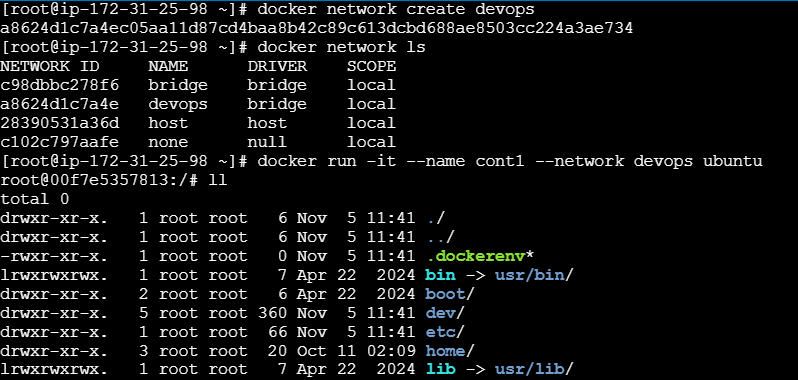 [root@ip-172-31-25-98 ~]# docker network create devops
a8624d1c7a4ec05aa11d87cd4baa8b42c89c613dcbd688ae8503cc224a3ae734
[root@ip-172-31-25-98 ~]# docker network ls
NETWORK ID     NAME      DRIVER    SCOPE
c98dbbc278f6   bridge    bridge    local
a8624d1c7a4e   devops    bridge    local
28390531a36d   host      host      local
c102c797aafe   none      null      local
[root@ip-172-31-25-98 ~]# docker run -it --name cont1 --network devops ubuntu
root@00f7e5357813:/# ll
total 0
drwxr-xr-x.   1 root root   6 Nov  5 11:41 ./
drwxr-xr-x.   1 root root   6 Nov  5 11:41 ../
-rwxr-xr-x.   1 root root   0 Nov  5 11:41 .dockerenv*
lrwxrwxrwx.   1 root root   7 Apr 22  2024 bin -> usr/bin/
drwxr-xr-x.   2 root root   6 Apr 22  2024 boot/
drwxr-xr-x.   5 root root 360 Nov  5 11:41 dev/
drwxr-xr-x.   1 root root  66 Nov  5 11:41 etc/
drwxr-xr-x.   3 root root  20 Oct 11 02:09 home/
lrwxrwxrwx.   1 root root   7 Apr 22  2024 lib -> usr/lib/